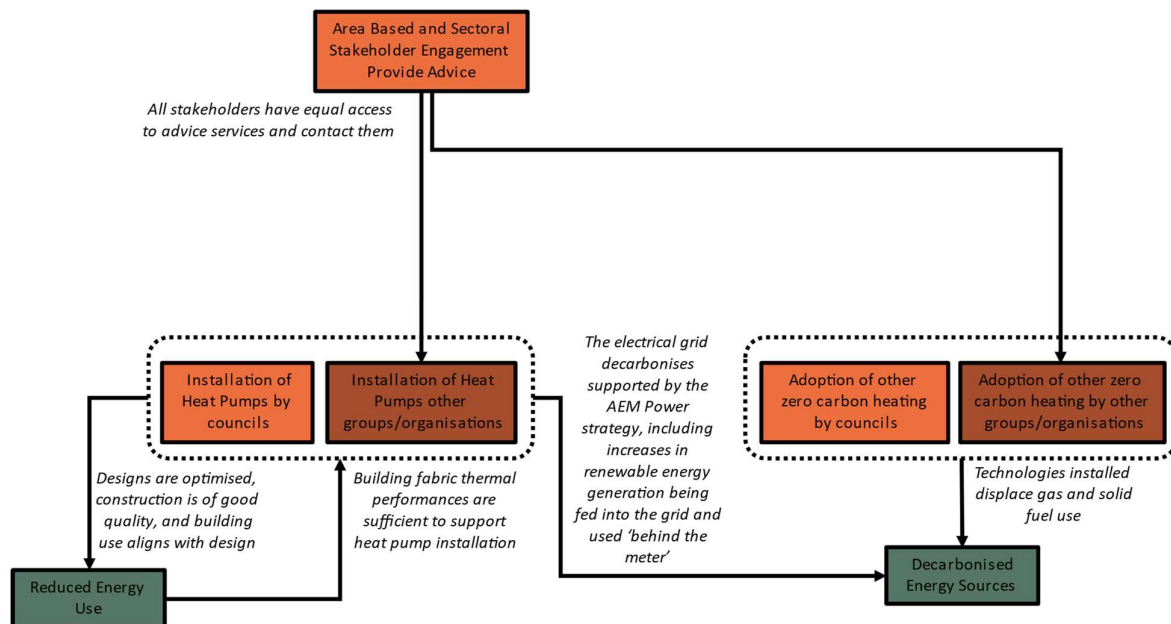 Area Based and Sectoral
Stakeholder Engagement
Provide Advice
All stakeholders have equal access
to advice services and contact them
Installation of
Heat Pumps by
councils
Installation of Heat
Pumps other
groups/organisations
The electrical grid
decarbonises
supported by the
AEM Power
strategy, including
increases in
renewable energy
generation being
fed into the grid and
used ‘behind the
meter’
Adoption of other
zero carbon heating
by councils
Adoption of other zero
carbon heating by other
groups/organisations
Designs are optimised,
construction is of good
quality, and building
use aligns with design
Building fabric thermal
performances are
sufficient to support
heat pump installation
Technologies installed
displace gas and solid
fuel use
Reduced Energy
Use
Decarbonised
Energy Sources